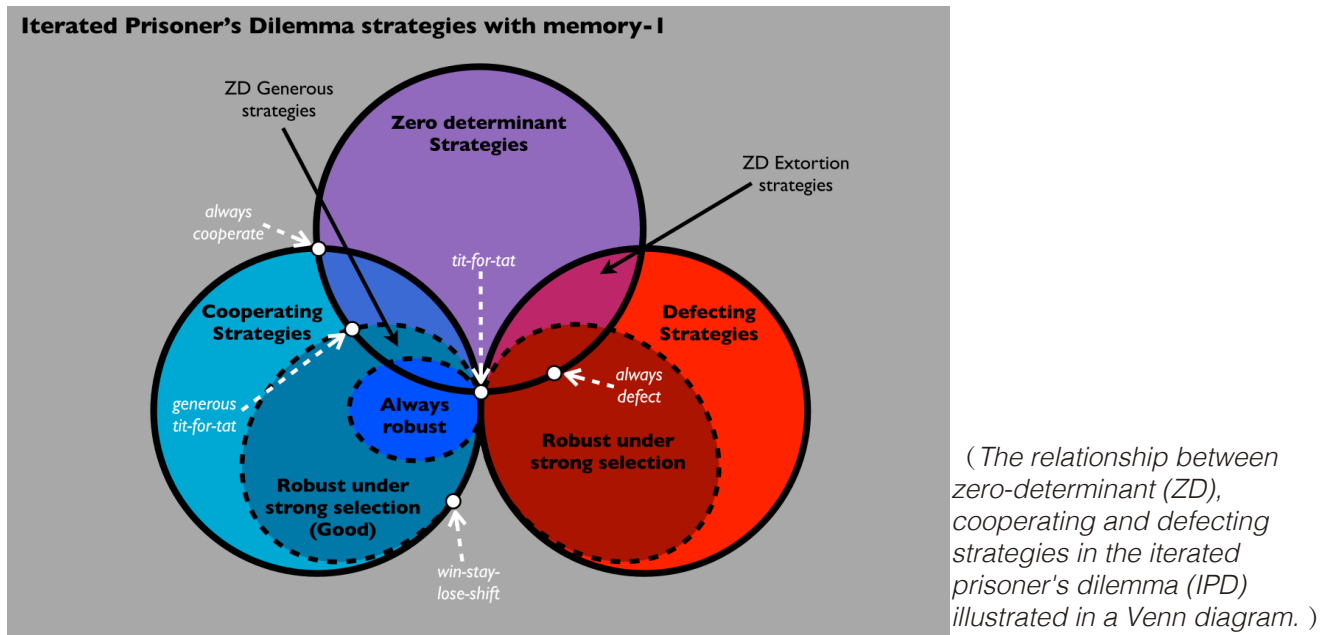 Iterated Prisoner's Dilemma strategies with memory-1
ZD Generous
strategies
Zero determinant
Strategies
ZD Extortion
strategies
always
cooperate
tit-for-tat
Cooperating
Strategies
Defecting
Strategies
generous
tit-for-tat
Always
robust
always
defect
Robust under
strong selection
Robust under
strong selection
(Good)
win-stay-
lose-shift
(The relationship between
zero-determinant (ZD),
cooperating and defecting
strategies in the iterated
prisoner's dilemma (IPD)
illustrated in a Venn diagram. )